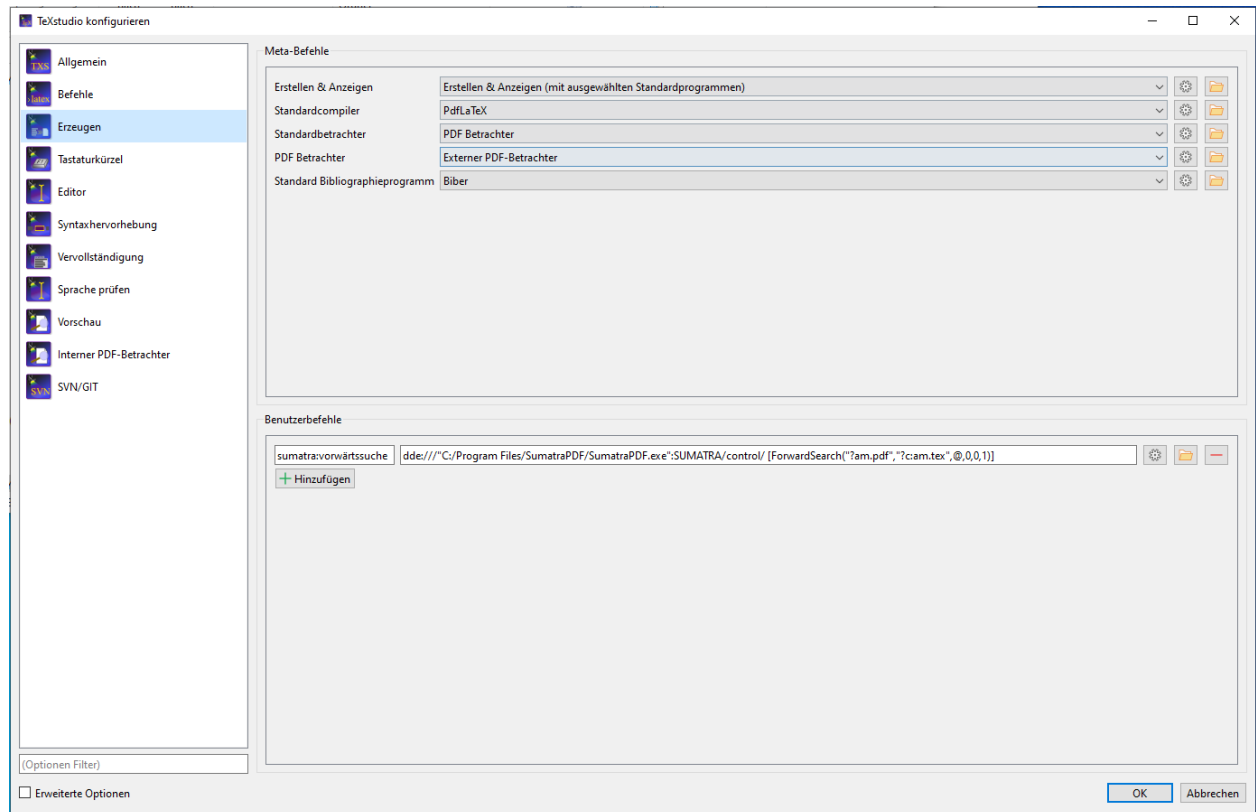 TeXstudio konfigurieren
Allgemein
Befehle
Erzeugen
Tastaturkürzel
Editor
Syntaxhervorhebung
Vervollständigung
Sprache prüfen
Vorschau
Interner PDF-Betrachter
SVN/GIT
(Optionen Filter)
Erweiterte Optionen
Meta-Befehle
Erstellen & Anzeigen Erstellen & Anzeigen (mit ausgewählten Standardprogrammen)
Standardcompiler PdfLaTeX
Standardbetrachter PDF Betrachter
PDF Betrachter Externer PDF-Betrachter
Standard Bibliographieprogramm Biber
Benutzerbefehle
sumatra:vorwärtssuche dde:///"C:/Program Files/SumatraPDF/SumatraPDF.exe":SUMATRA/control/ [ForwardSearch("?am.pdf","?c:am.tex",@,0,0,1)]
Hinzufügen
OK Abbrechen